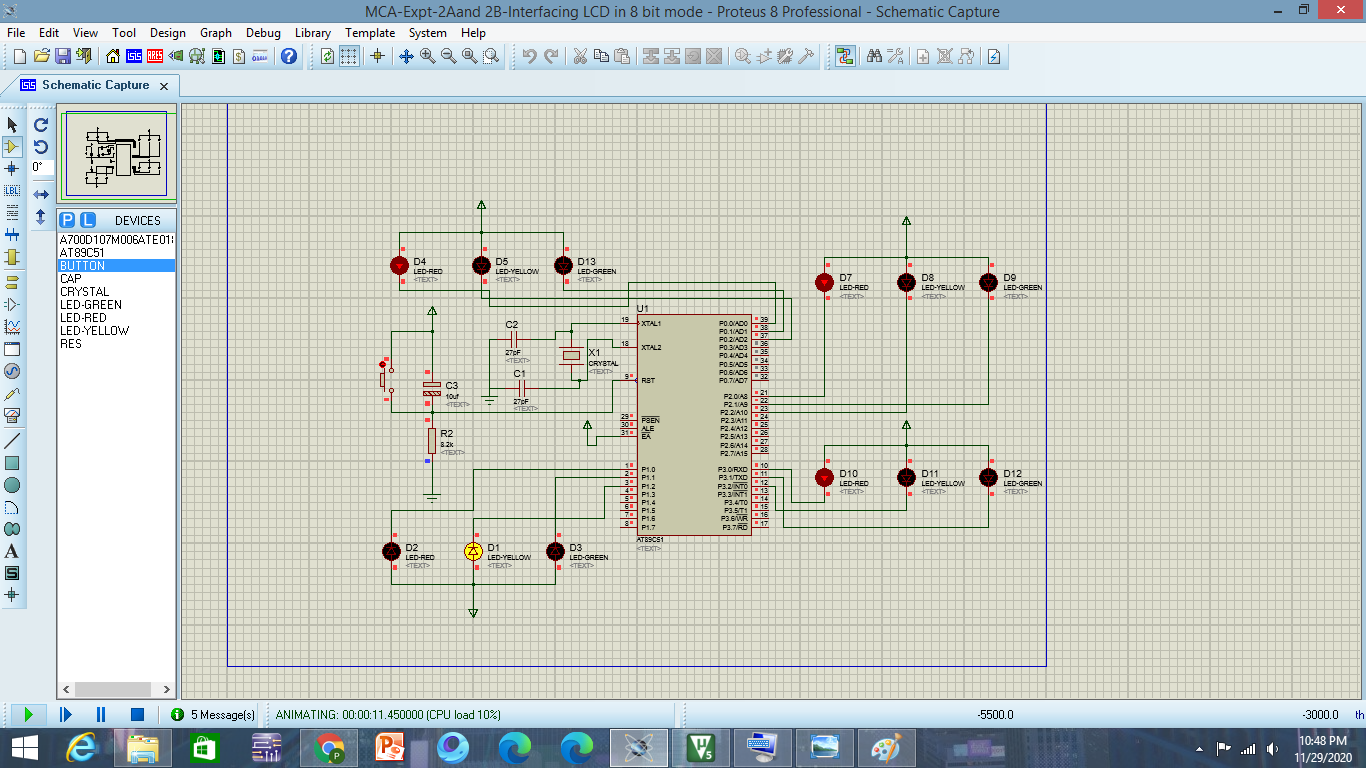 MCA-Expt-2Aand 2B-Interfacing LCD in 8 bit mode - Proteus 8 Professional - Schematic Capture
File Edit View Tool Design Graph Debug Library Template System Help
Schematic Capture
0°
LBL
P L DEVICES
A700D107M006ATE018
AT89C51
BUTTON
CAP
CRYSTAL
LED-GREEN
LED-RED
LED-YELLOW
RES
D4
LED-RED
<TEXT>
D5
LED-YELLOW
<TEXT>
D13
LED-GREEN
<TEXT>
D7
LED-RED
<TEXT>
D8
LED-YELLOW
<TEXT>
D9
LED-GREEN
<TEXT>
C2
27pF
<TEXT>
X1
CRYSTAL
<TEXT>
C1
27pF
<TEXT>
C3
10uf
<TEXT>
R2
8.2k
<TEXT>
U1
19 XTAL1
18 XTAL2
9 RST
29 PSEN
30 ALE
31 EA
1 P1.0
2 P1.1
3 P1.2
4 P1.3
5 P1.4
6 P1.5
7 P1.6
8 P1.7
P0.0/AD0 39
P0.1/AD1 38
P0.2/AD2 37
P0.3/AD3 36
P0.4/AD4 35
P0.5/AD5 34
P0.6/AD6 33
P0.7/AD7 32
P2.0/A8 21
P2.1/A9 22
P2.2/A10 23
P2.3/A11 24
P2.4/A12 25
P2.5/A13 26
P2.6/A14 27
P2.7/A15 28
P3.0/RXD 10
P3.1/TXD 11
P3.2/INT0 12
P3.3/INT1 13
P3.4/T0 14
P3.5/T1 15
P3.6/WR 16
P3.7/RD 17
AT89C51
<TEXT>
D10
LED-RED
<TEXT>
D11
LED-YELLOW
<TEXT>
D12
LED-GREEN
<TEXT>
D2
LED-RED
<TEXT>
D1
LED-YELLOW
<TEXT>
D3
LED-GREEN
<TEXT>
A
S
5 Message(s) ANIMATING: 00:00:11.450000 (CPU load 10%) -5500.0 -3000.0 th
10:48 PM
11/29/2020